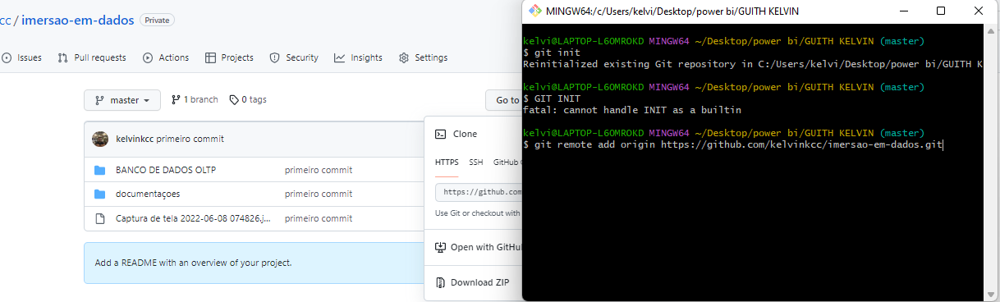 cc / imersao-em-dados Private
Issues Pull requests Actions Projects Security Insights Settings
master 1 branch 0 tags Go to
kelvinkcc primeiro commit
BANCO DE DADOS OLTP primeiro commit
documentaçoes primeiro commit
Captura de tela 2022-06-08 074826.j... primeiro commit
Add a README with an overview of your project.
Clone
HTTPS SSH GitHub
https://github.com
Use Git or checkout with
Open with GitHu
Download ZIP
MINGW64:/c/Users/kelvi/Desktop/power bi/GUITH KELVIN
kelvi@LAPTOP-L6OMROKD MINGW64 ~/Desktop/power bi/GUITH KELVIN (master)
$ git init
Reinitialized existing Git repository in C:/Users/kelvi/Desktop/power bi/GUITH K
kelvi@LAPTOP-L6OMROKD MINGW64 ~/Desktop/power bi/GUITH KELVIN (master)
$ GIT INIT
fatal: cannot handle INIT as a builtin
kelvi@LAPTOP-L6OMROKD MINGW64 ~/Desktop/power bi/GUITH KELVIN (master)
$ git remote add origin https://github.com/kelvinkcc/imersao-em-dados.git